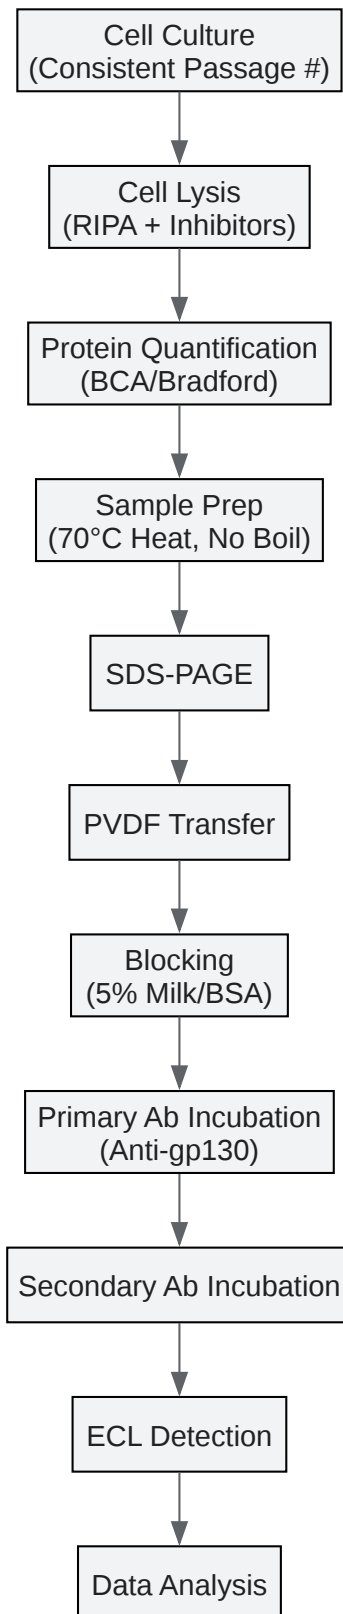 Cell Culture
(Consistent Passage #)
Cell Lysis
(RIPA + Inhibitors)
Protein Quantification
(BCA/Bradford)
Sample Prep
(70°C Heat, No Boil)
SDS-PAGE
PVDF Transfer
Blocking
(5% Milk/BSA)
Primary Ab Incubation
(Anti-gp130)
Secondary Ab Incubation
ECL Detection
Data Analysis